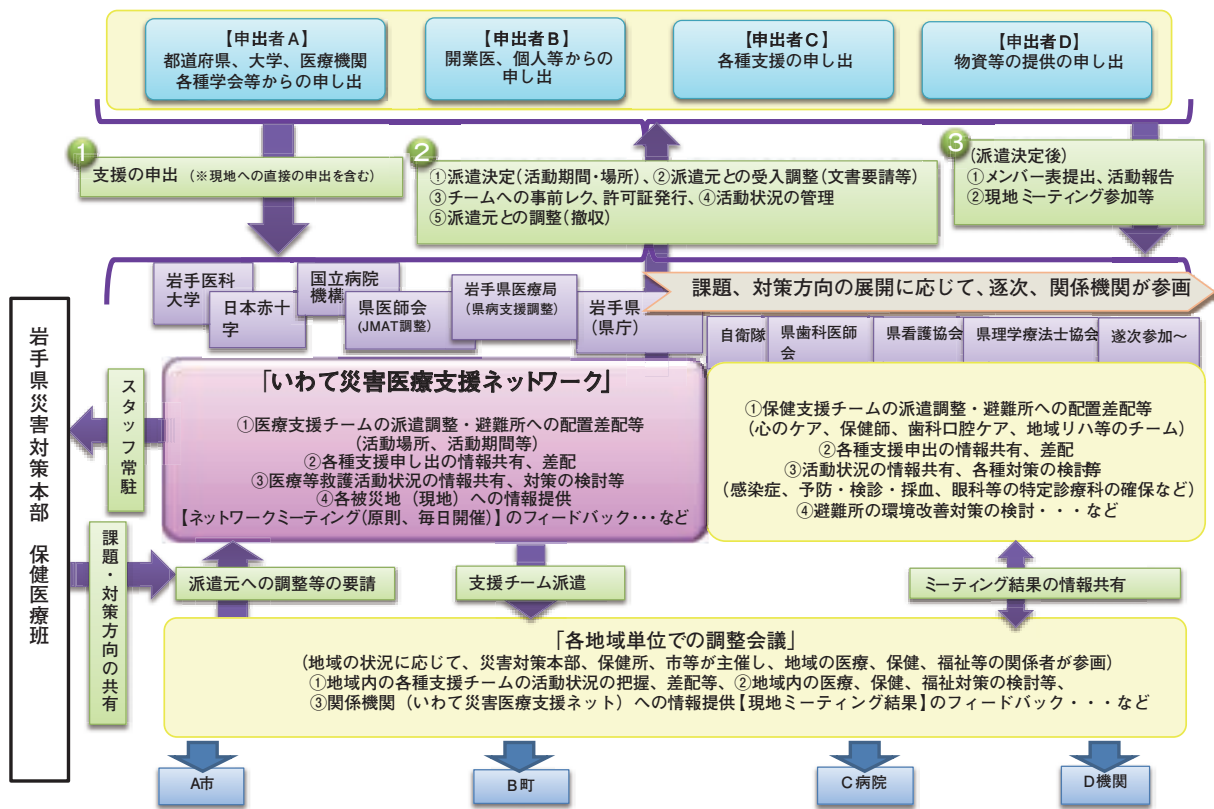 【申出者A】
都道府県、大学、医療機関
各種学会等からの申し出
【申出者B】
開業医、個人等からの
申し出
【申出者C】
各種支援の申し出
【申出者D】
物資等の提供の申し出
1
支援の申出 (※現地への直接の申出を含む)
2
①派遣決定(活動期間・場所)、②派遣元との受入調整(文書要請等)
③チームへの事前レク、許可証発行、④活動状況の管理
⑤派遣元との調整(撤収)
3
(派遣決定後)
①メンバー表提出、活動報告
②現地ミーティング参加等
岩手医科
大学
日本赤十
字
国立病院
機構
県医師会
(JMAT調整)
岩手県医療局
(県病支援調整)
岩手県
(県庁)
課題、対策方向の展開に応じて、逐次、関係機関が参画
自衛隊
県歯科医師
会
県看護協会
県理学療法士協会
逐次参加～
岩手県災害対策本部 保健医療班
スタッフ常駐
課題・対策方向の共有
「いわて災害医療支援ネットワーク」
①医療支援チームの派遣調整・避難所への配置差配等
(活動場所、活動期間等)
②各種支援申し出の情報共有、差配
③医療等救護活動状況の情報共有、対策の検討等
④各被災地（現地）への情報提供
【ネットワークミーティング(原則、毎日開催)】のフィードバック・・・など
①保健支援チームの派遣調整・避難所への配置差配等
(心のケア、保健師、歯科口腔ケア、地域リハ等のチーム)
②各種支援申出の情報共有、差配
③活動状況の情報共有、各種対策の検討等
(感染症、予防・検診・採血、眼科等の特定診療科の確保など)
④避難所の環境改善対策の検討・・・など
派遣元への調整等の要請
支援チーム派遣
ミーティング結果の情報共有
「各地域単位での調整会議」
(地域の状況に応じて、災害対策本部、保健所、市等が主催し、地域の医療、保健、福祉等の関係者が参画)
①地域内の各種支援チームの活動状況の把握、差配等、②地域内の医療、保健、福祉対策の検討等、
③関係機関（いわて災害医療支援ネット）への情報提供【現地ミーティング結果】のフィードバック・・・など
A市
B町
C病院
D機関